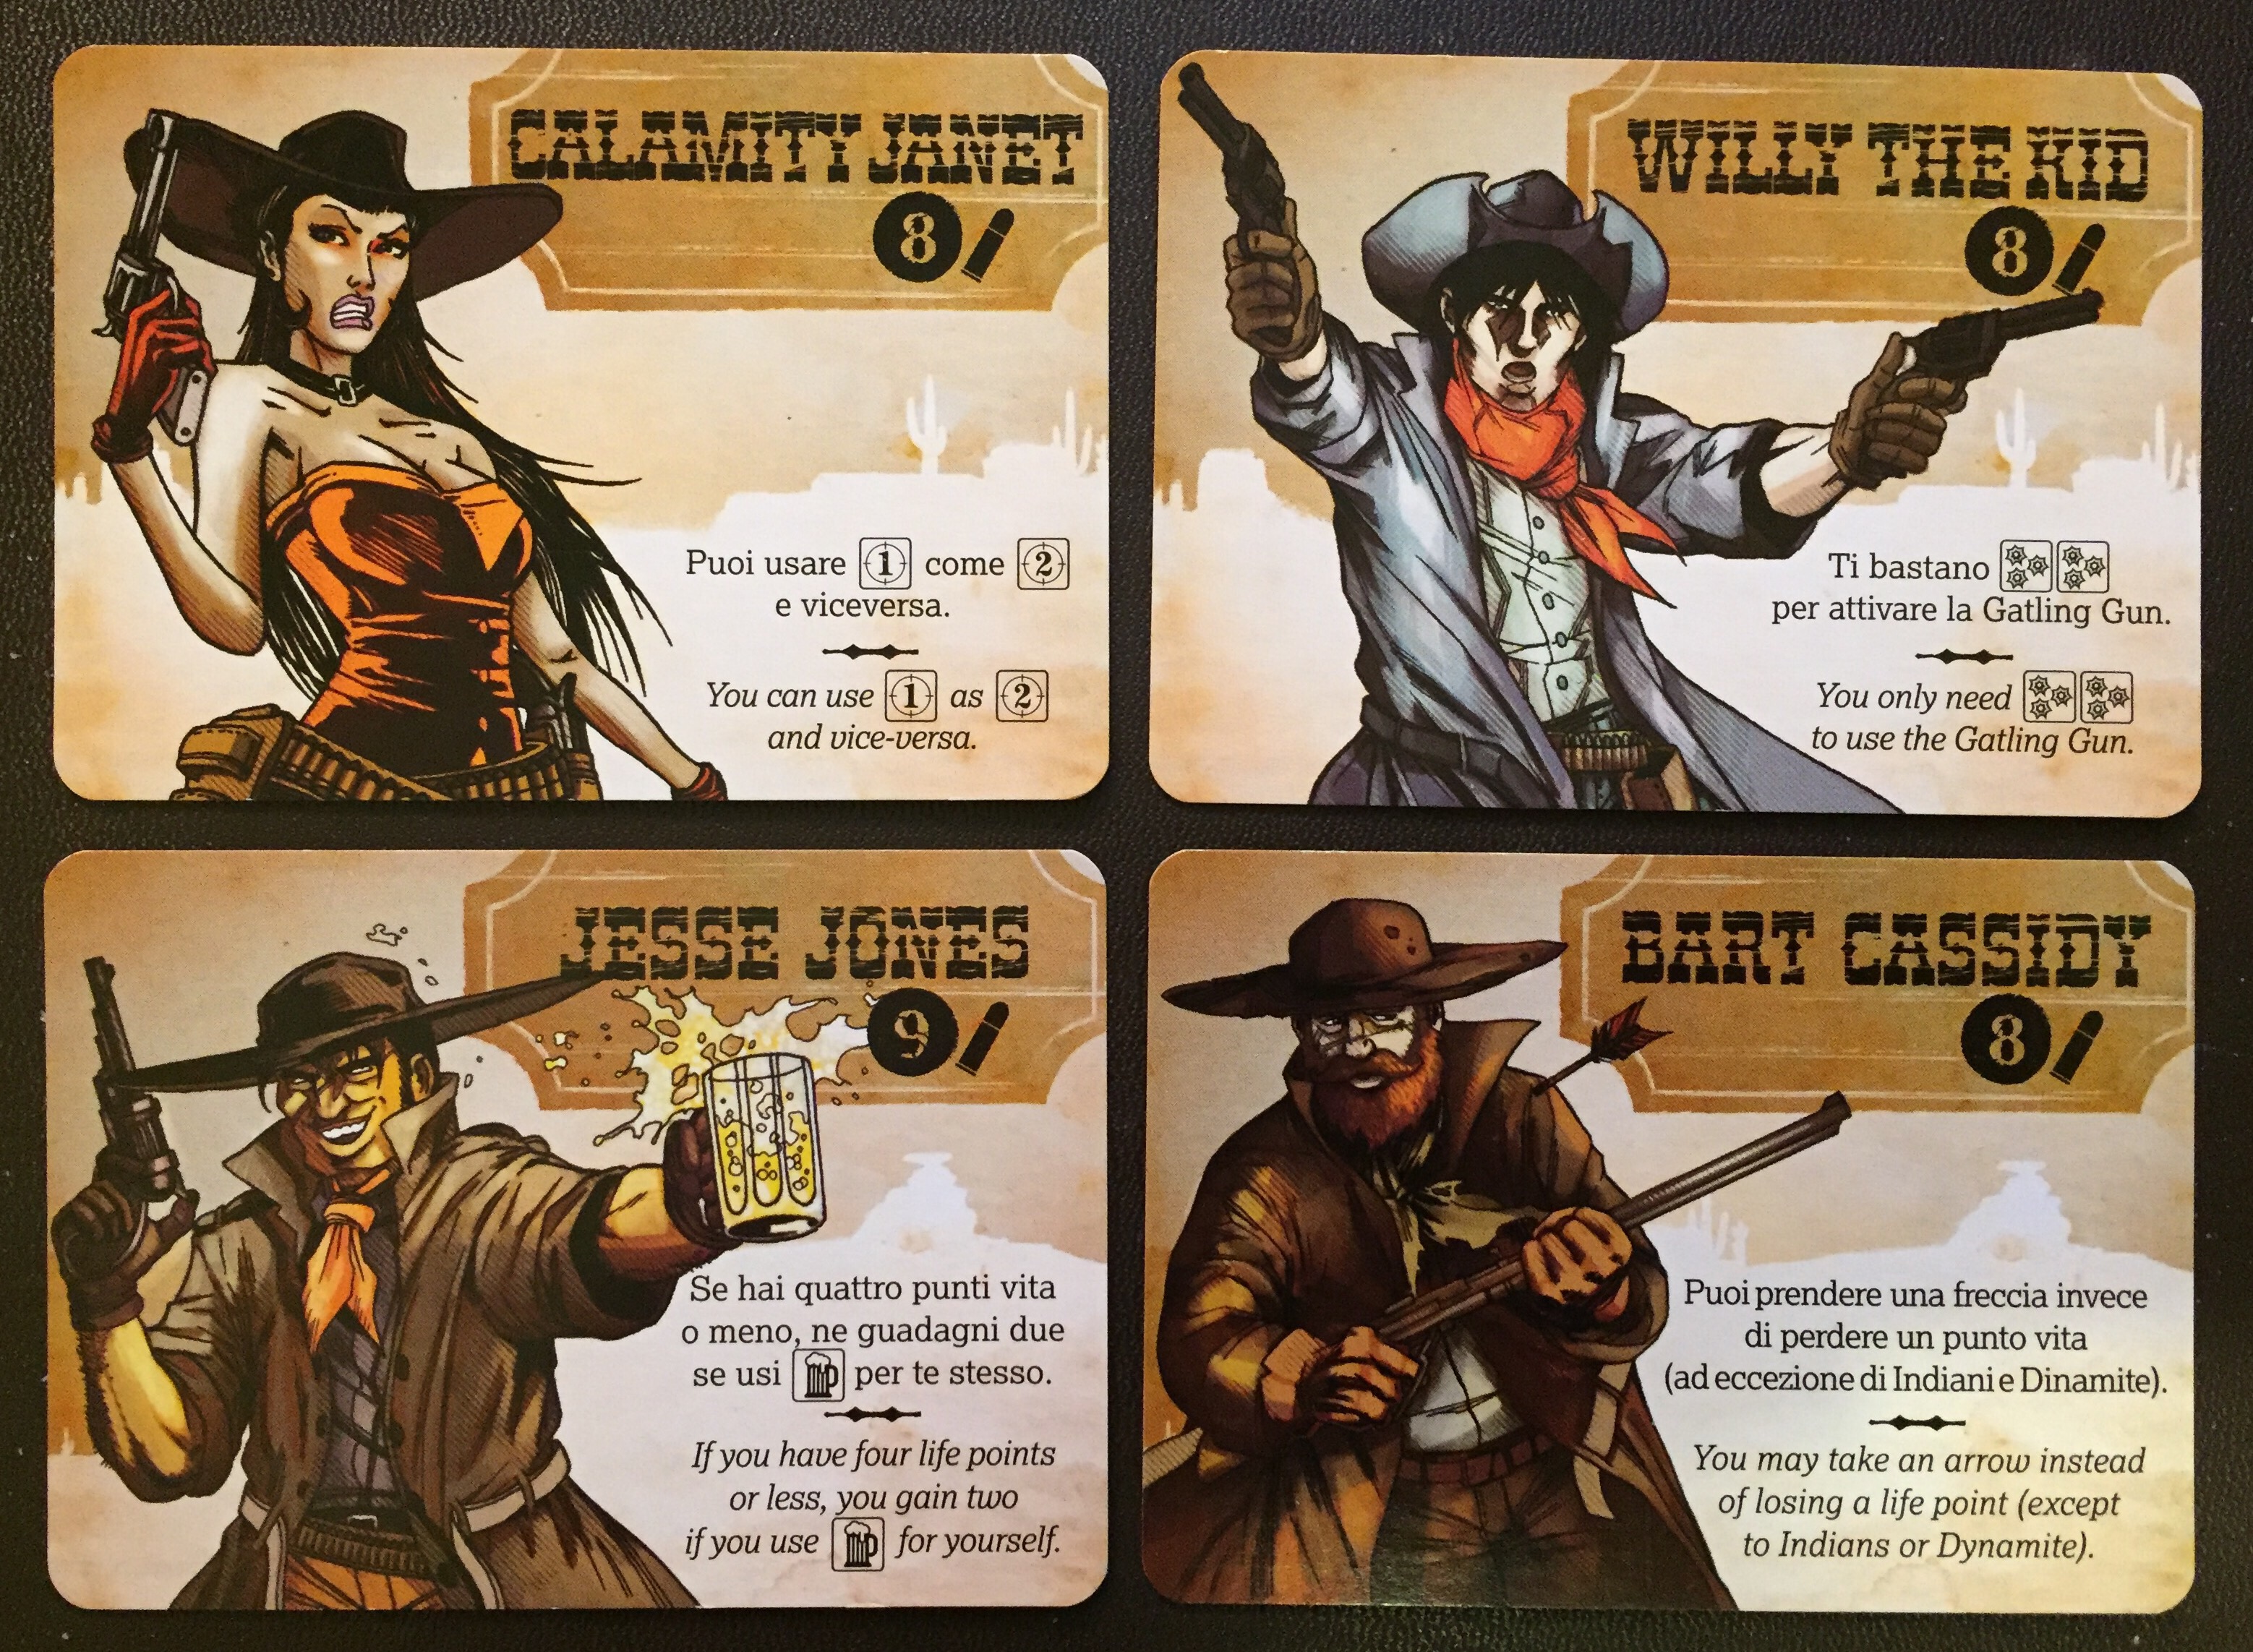 CALAMITY JANET
8
Puoi usare 1 come 2
e viceversa.
You can use 1 as 2
and vice-versa.
WILLY THE KID
8
Ti bastano
per attivare la Gatling Gun.
You only need
to use the Gatling Gun.
JESSE JONES
9
Se hai quattro punti vita
o meno, ne guadagni due
se usi per te stesso.
If you have four life points
or less, you gain two
if you use for yourself.
BART CASSIDY
8
Puoi prendere una freccia invece
di perdere un punto vita
(ad eccezione di Indiani e Dinamite).
You may take an arrow instead
of losing a life point (except
to Indians or Dynamite).